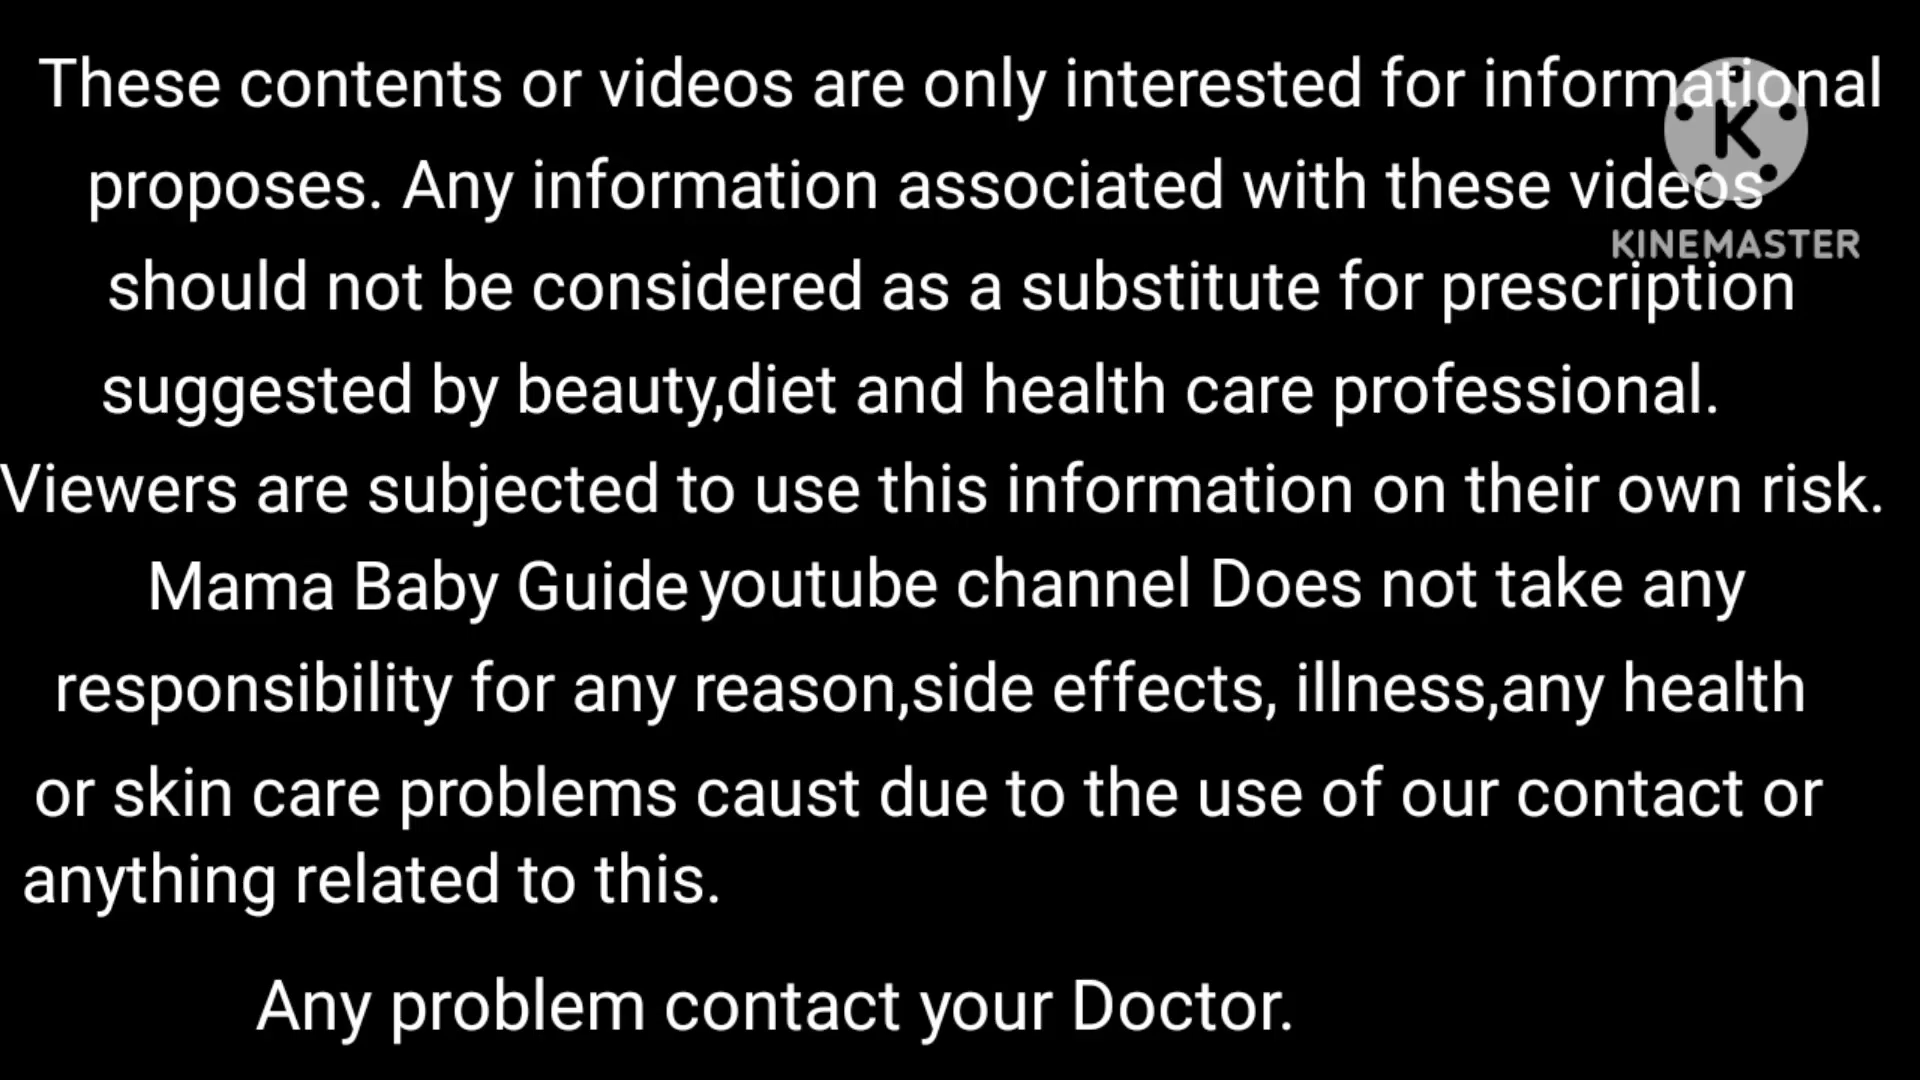 These contents or videos are only interested for informational
proposes. Any information associated with these videos
KINEMASTER
should not be considered as a substitute for prescription
suggested by beauty,diet and health care professional.
Viewers are subjected to use this information on their own risk.
Mama Baby Guide youtube channel Does not take any
responsibility for any reason,side effects, illness,any health
or skin care problems caust due to the use of our contact or
anything related to this.
Any problem contact your Doctor.